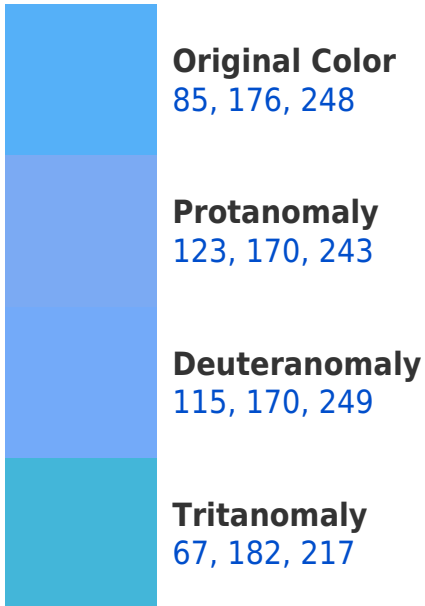 Original Color
85, 176, 248
Protanomaly
123, 170, 243
Deuteranomaly
115, 170, 249
Tritanomaly
67, 182, 217